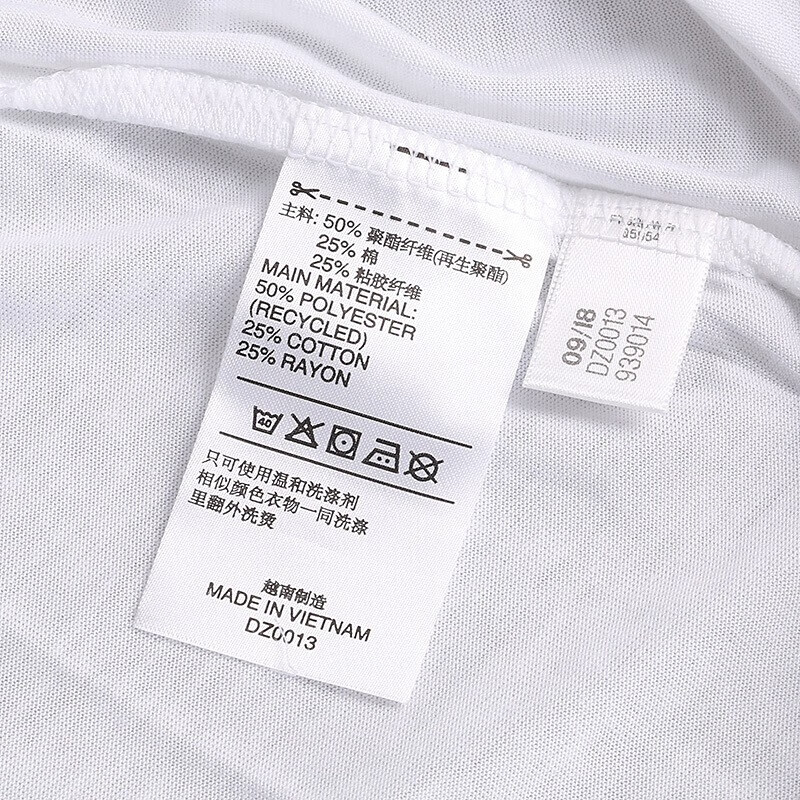 主料: 50% 聚酯纤维(再生聚酯)
25% 棉
25% 粘胶纤维
MAIN MATERIAL:
50% POLYESTER
(RECYCLED)
25% COTTON
25% RAYON
40
只可使用温和洗涤剂
相似颜色衣物一同洗涤
里翻外洗烫
越南制造
MADE IN VIETNAM
DZ0013
09/18
DZ0013
939014